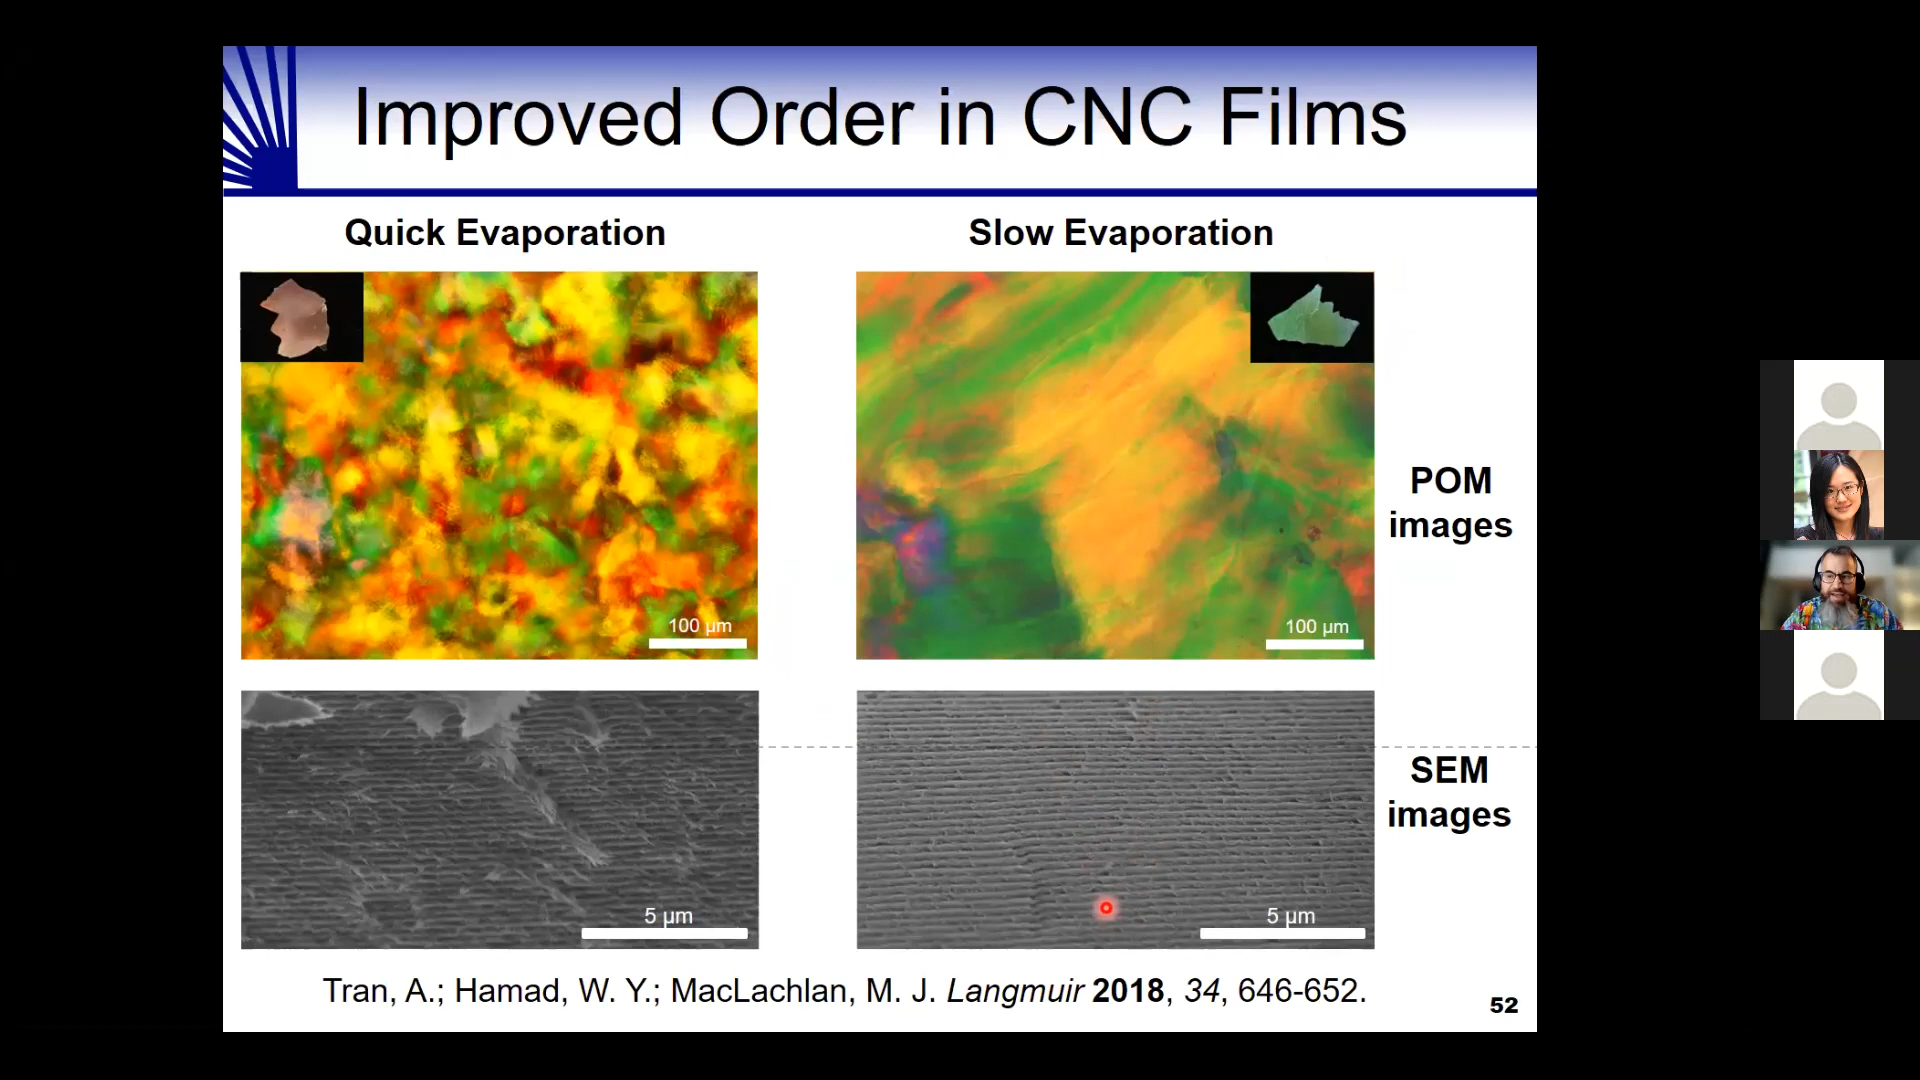 Improved Order in CNC Films
Quick Evaporation
Slow Evaporation
100 µm
100 µm
POM
images
5 µm
5 µm
SEM
images
Tran, A.; Hamad, W. Y.; MacLachlan, M. J. Langmuir 2018, 34, 646-652.
52